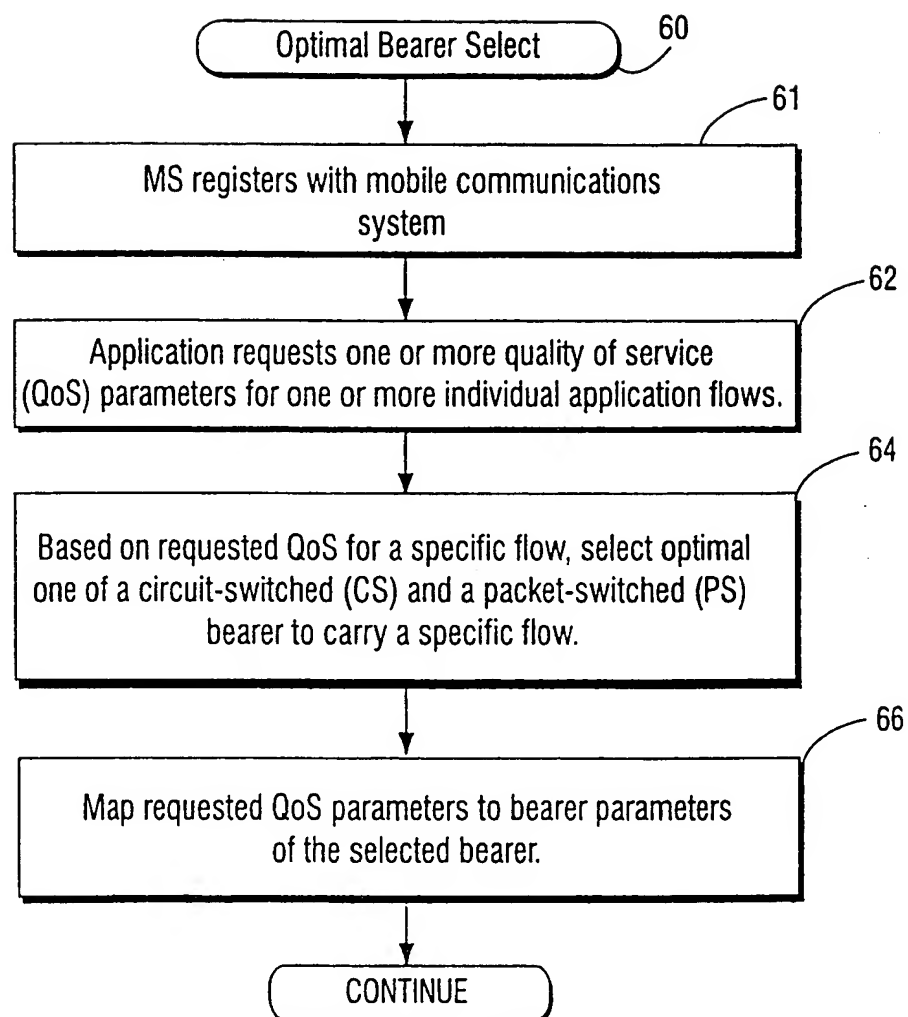 Optimal Bearer Select
60
61
MS registers with mobile communications
system
62
Application requests one or more quality of service
(QoS) parameters for one or more individual application flows.
64
Based on requested QoS for a specific flow, select optimal
one of a circuit-switched (CS) and a packet-switched (PS)
bearer to carry a specific flow.
66
Map requested QoS parameters to bearer parameters
of the selected bearer.
CONTINUE